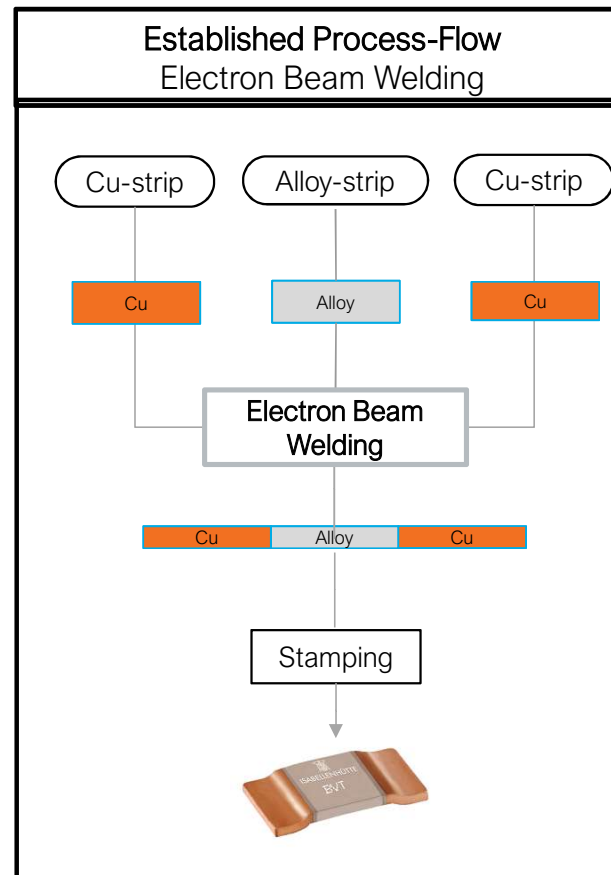 Established Process-Flow
Electron Beam Welding
Cu-strip
Alloy-strip
Cu-strip
Cu
Alloy
Cu
Electron Beam
Welding
Cu
Alloy
Cu
Stamping
ISABELLENHÜTTE
BVT